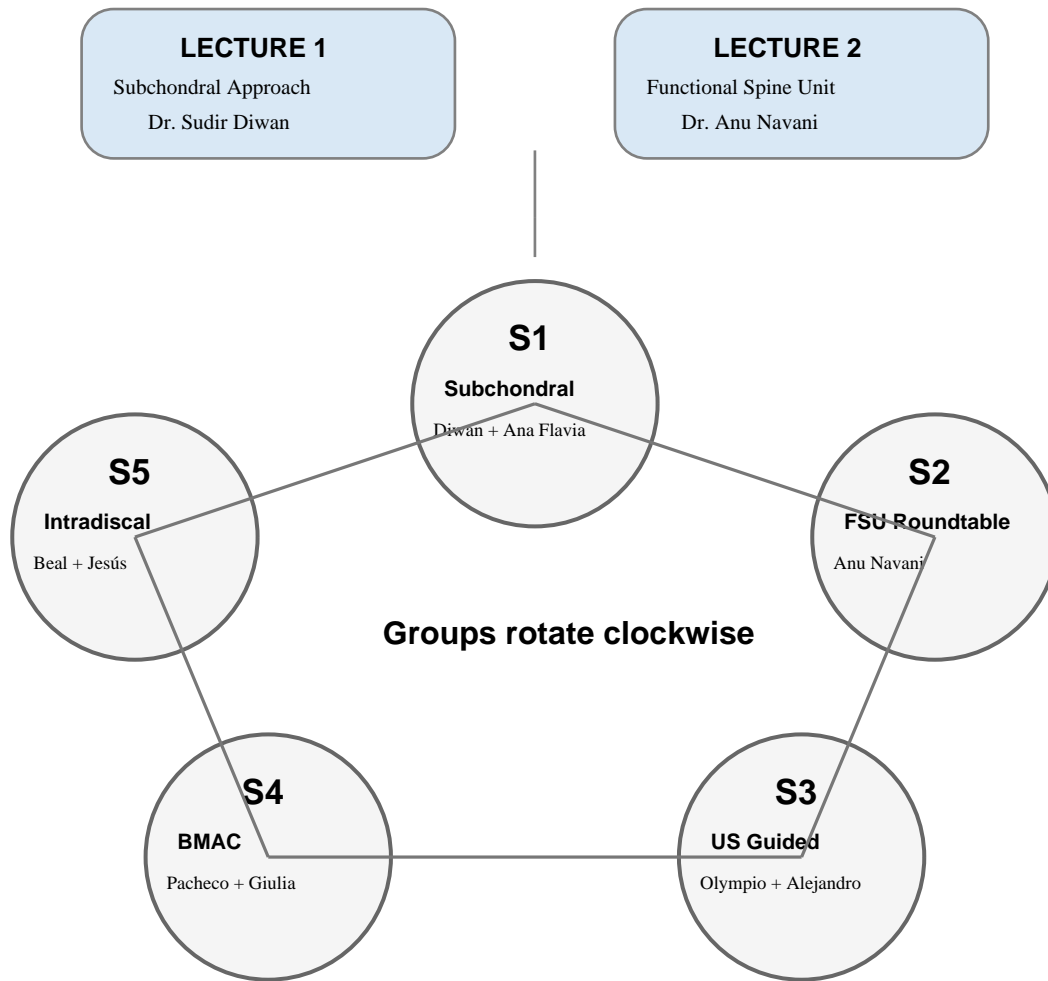 LECTURE 1
Subchondral Approach
Dr. Sudir Diwan
LECTURE 2
Functional Spine Unit
Dr. Anu Navani
S1
Subchondral
Diwan + Ana Flavia
S5
Intradiscal
Beal + Jesús
S2
FSU Roundtable
Anu Navani
Groups rotate clockwise
S4
BMAC
Pacheco + Giulia
S3
US Guided
Olympio + Alejandro